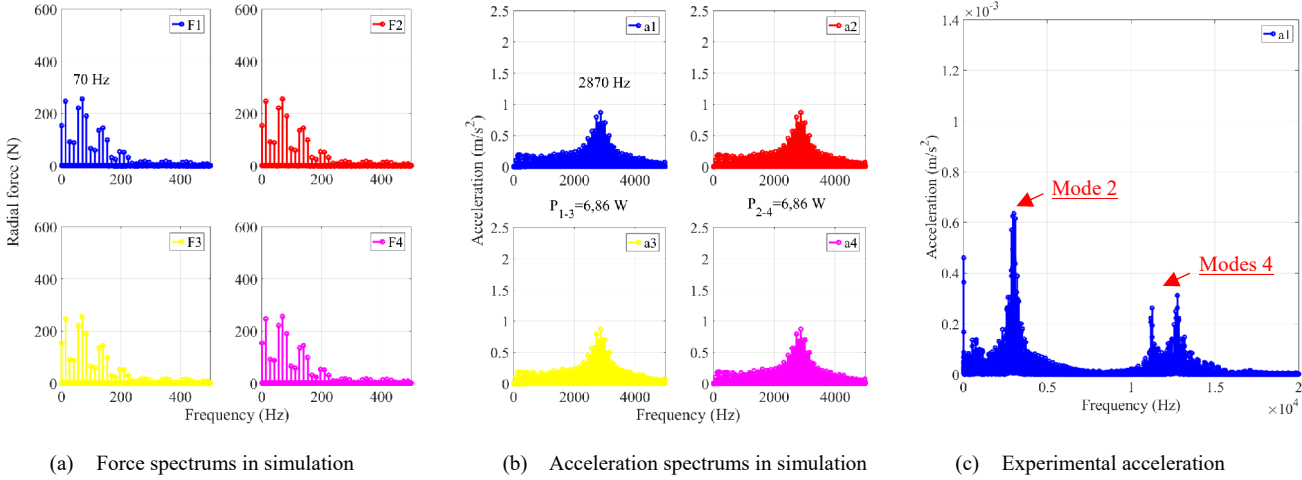 600
400
200
0
Radial force (N)
F1
70 Hz
0 200 400
600
400
200
0
F2
0 200 400
600
400
200
0
F3
0 200 400
600
400
200
0
F4
0 200 400
Frequency (Hz)
(a) Force spectrums in simulation
2.5
2
1.5
1
0.5
0
Acceleration (m/s²)
a1
2870 Hz
0 2000 4000
P1-3=6,86 W
2.5
2
1.5
1
0.5
0
a2
0 2000 4000
P2-4=6,86 W
2.5
2
1.5
1
0.5
0
a3
0 2000 4000
2.5
2
1.5
1
0.5
0
a4
0 2000 4000
Frequency (Hz)
(b) Acceleration spectrums in simulation
×10⁻³
1.4
1.2
1
0.8
0.6
0.4
0.2
0
Acceleration (m/s²)
a1
Mode 2
Modes 4
0 0.5 1 1.5 2
Frequency (Hz)
×10⁴
(c) Experimental acceleration